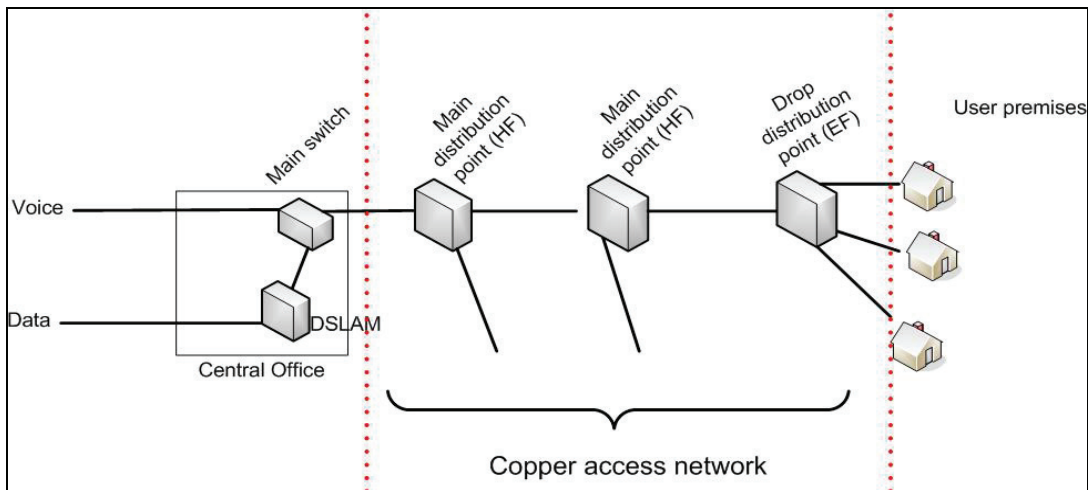 Voice
Data
Main switch
DSLAM
Central Office
Main
distribution
point (HF)
Main
distribution
point (HF)
Drop
distribution
point (EF)
User premises
Copper access network